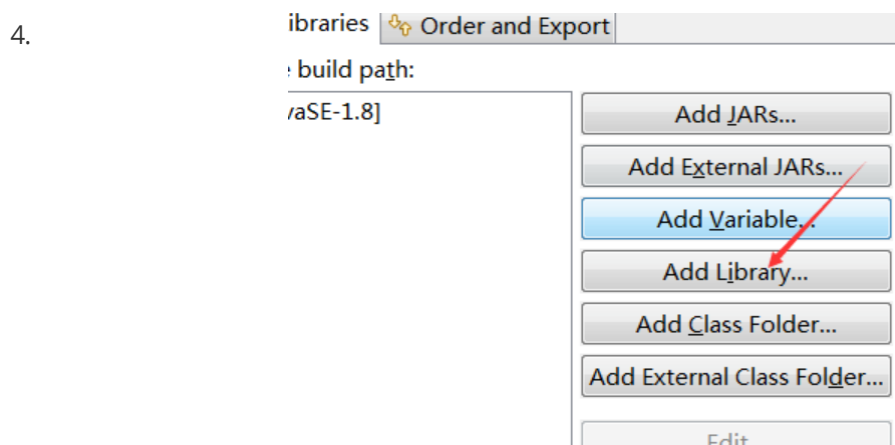 4.
ibraries Order and Export
build path:
vaSE-1.8]
Add JARs...
Add External JARs...
Add Variable...
Add Library...
Add Class Folder...
Add External Class Folder...
Edit...